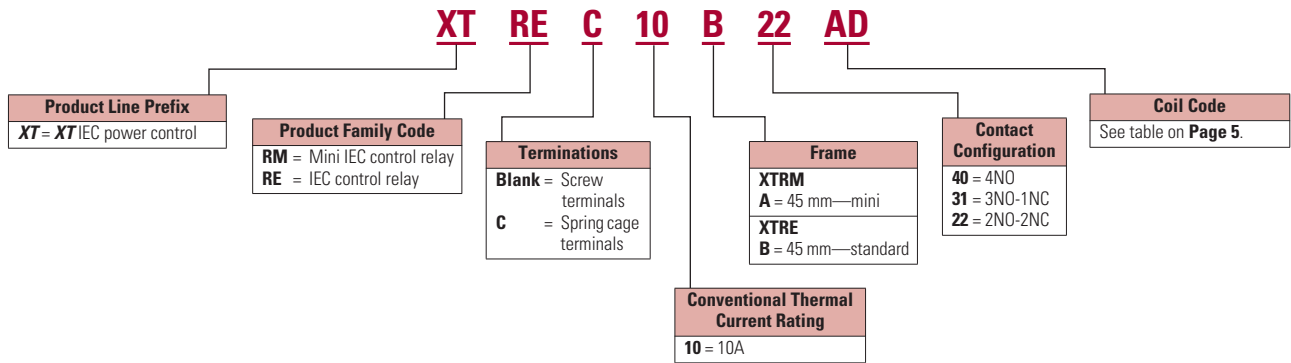 XT RE C 10 B 22 AD
Product Line Prefix
XT = XT IEC power control
Product Family Code
RM = Mini IEC control relay
RE = IEC control relay
Terminations
Blank = Screw
terminals
C = Spring cage
terminals
Conventional Thermal
Current Rating
10 = 10A
Frame
XTRM
A = 45 mm—mini
XTRE
B = 45 mm—standard
Contact
Configuration
40 = 4NO
31 = 3NO-1NC
22 = 2NO-2NC
Coil Code
See table on Page 5.